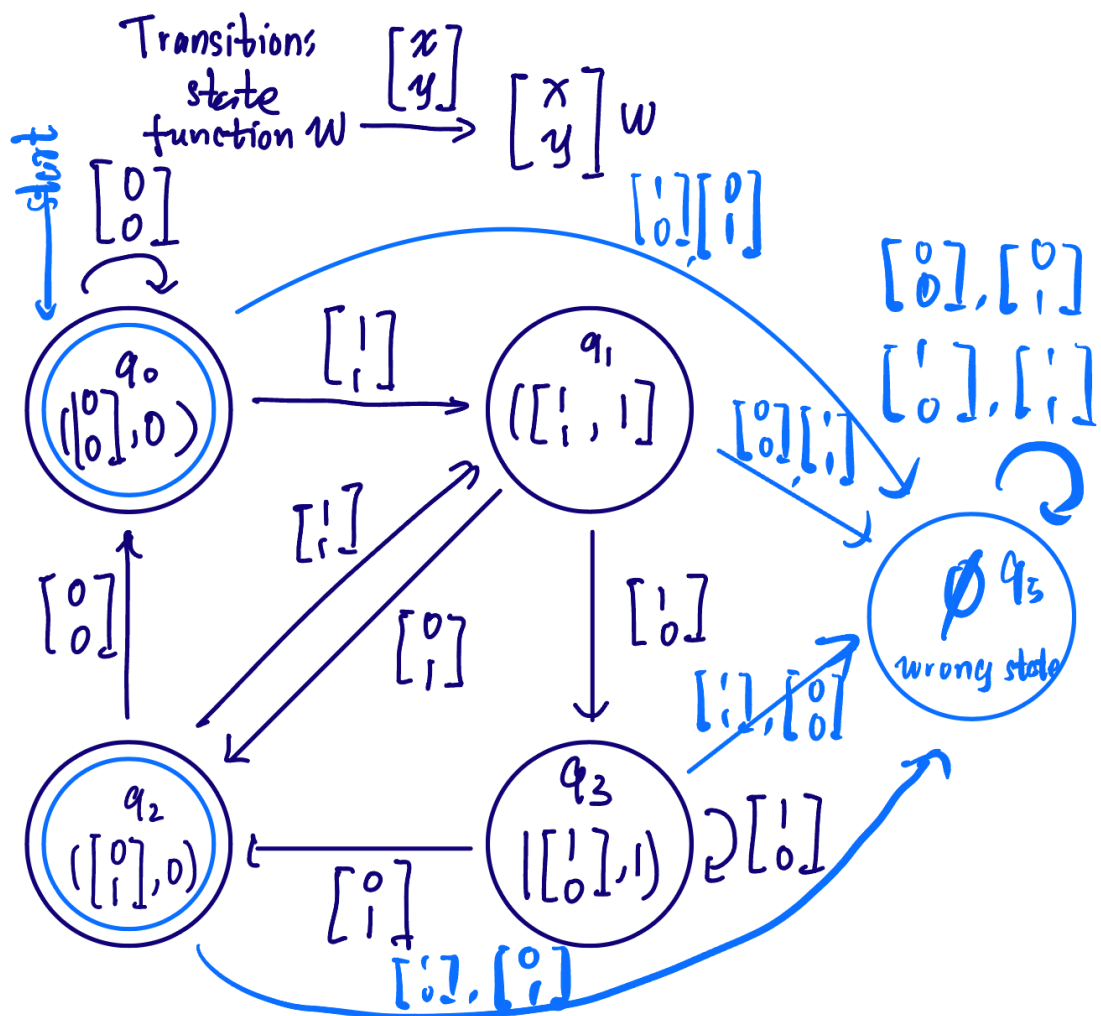 Transitions
state
function W
[x y]
[x y] W
start
[0 0]
[1 0], [0 1]
[0 0], [0 1]
[1 0], [1 1]
q0
([0 0], 0)
[1 1]
q1
([1 1, 1]
[0 0], [1 1]
[1 1]
[0 0]
[0 1]
[1 0]
∅ q5
wrong state
[1 1], [0 0]
q2
([0 1], 0)
q3
([1 0], 1)
[1 0]
[0 1]
[1 0], [0 1]